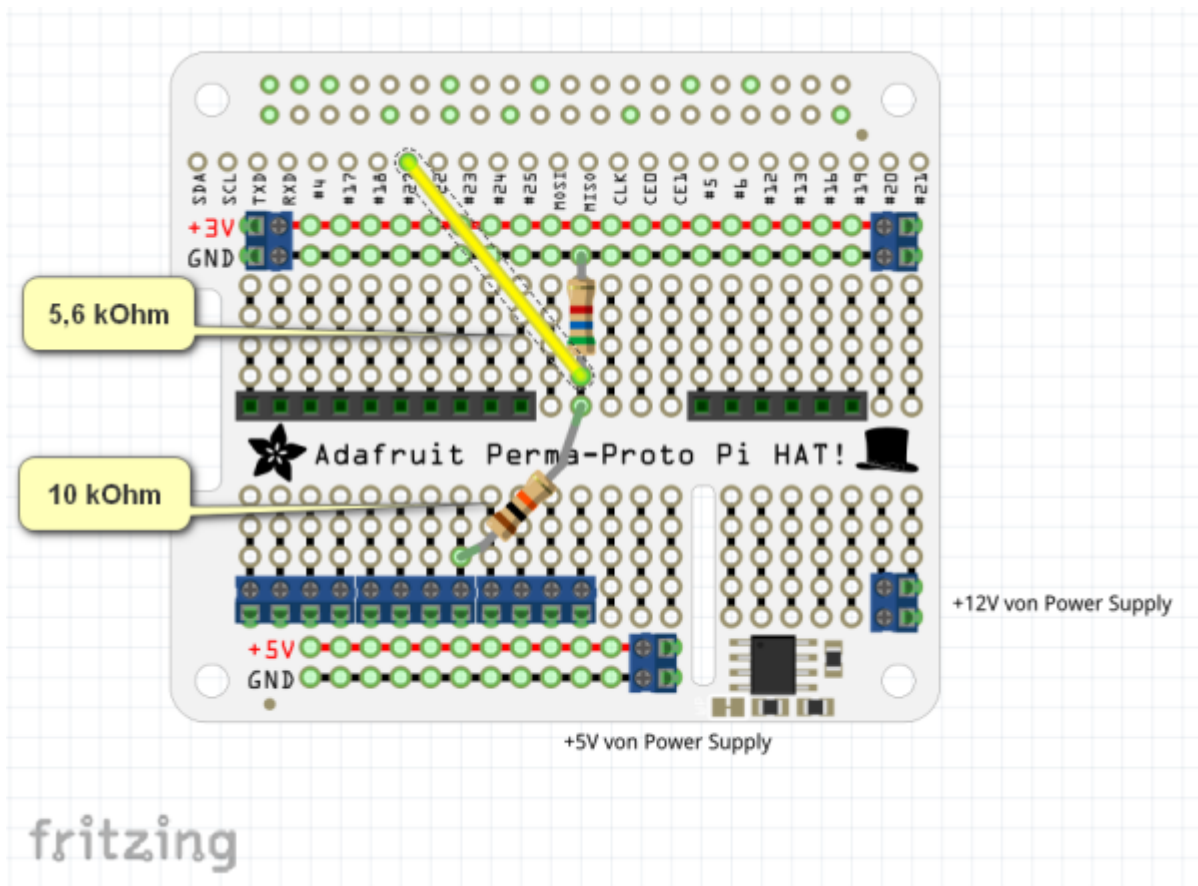 SDA
SCL
TXD
RXD
#4
#17
#18
#23
#24
#25
MOSI
MISO
CLK
CE0
CE1
#5
#6
#12
#13
#16
#19
#20
#21
+3V
GND
5,6 kOhm
Adafruit Perma-Proto Pi HAT!
10 kOhm
+12V von Power Supply
+5V
GND
+5V von Power Supply
fritzing